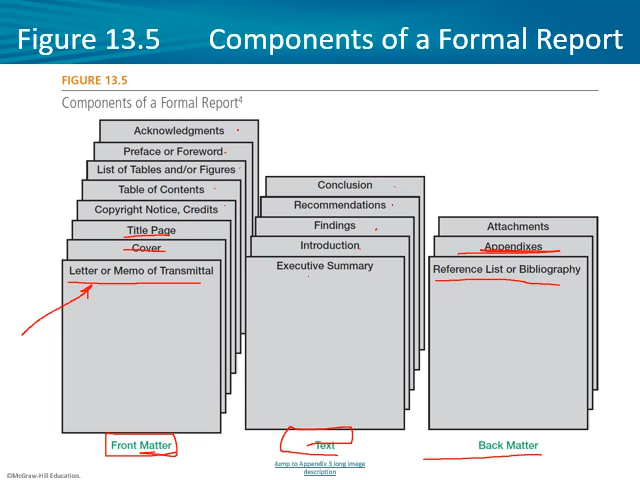 Figure 13.5 Components of a Formal Report
FIGURE 13.5
Components of a Formal Report4
Acknowledgments
Preface or Foreword
List of Tables and/or Figures
Table of Contents
Copyright Notice, Credits
Title Page
Cover
Letter or Memo of Transmittal
Front Matter
Conclusion
Recommendations
Findings
Introduction
Executive Summary
Text
Attachments
Appendixes
Reference List or Bibliography
Back Matter
Jump to Appendix 3 long image
description
©McGraw-Hill Education.